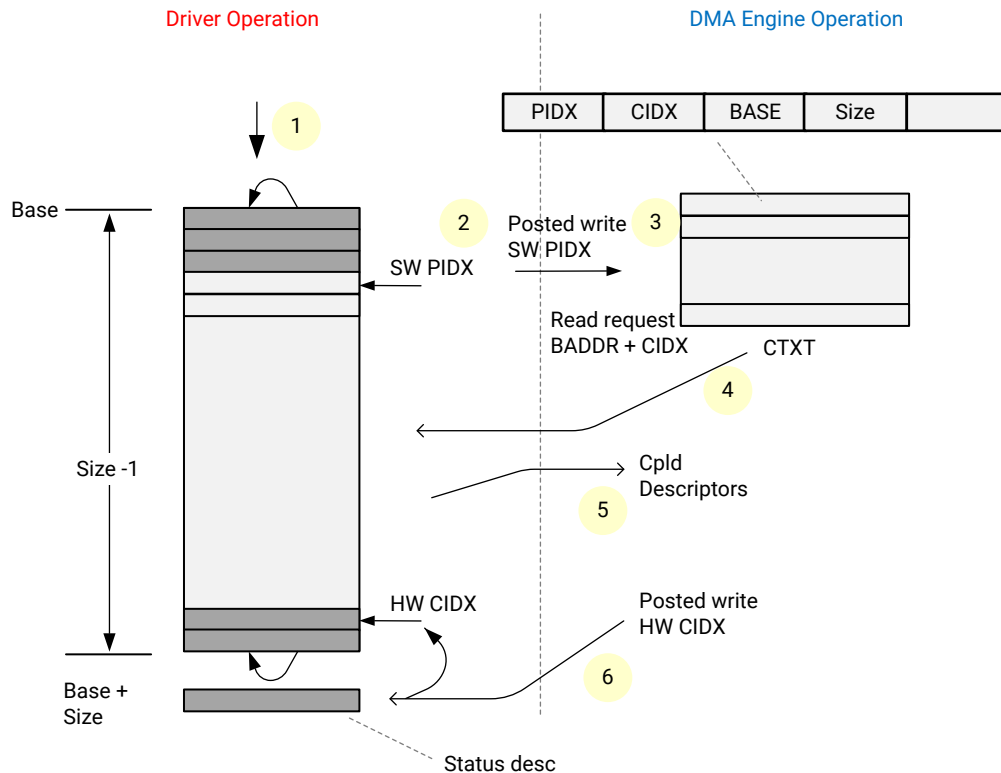 Driver Operation
DMA Engine Operation
PIDX
CIDX
BASE
Size
1
Base
2
Posted write
SW PIDX
3
SW PIDX
Read request
BADDR + CIDX
CTXT
4
Size -1
Cpld
Descriptors
5
HW CIDX
Posted write
HW CIDX
6
Base +
Size
Status desc